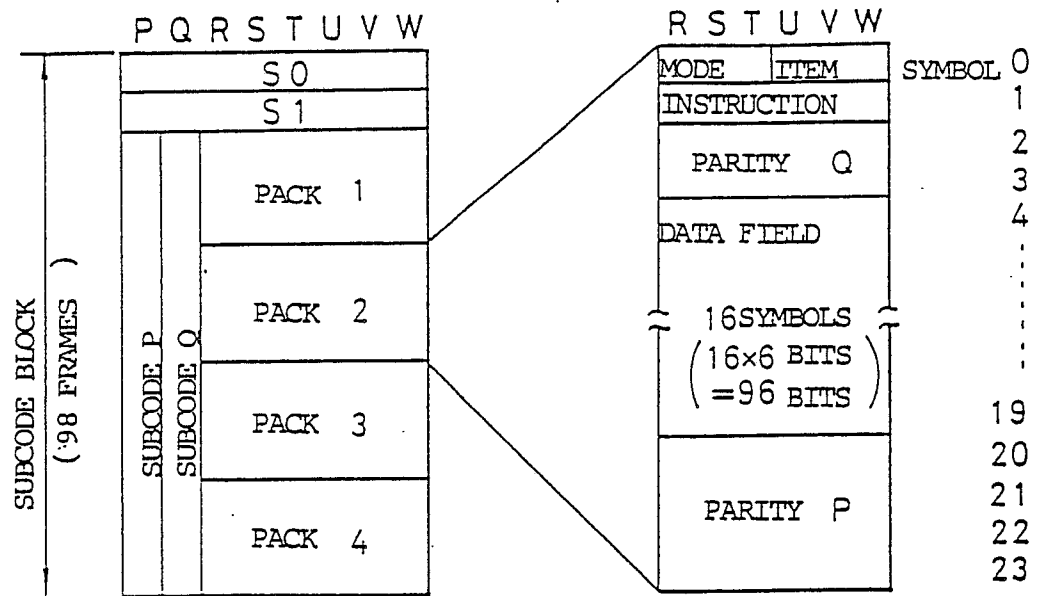 P Q R S T U V W
S0
S1
PACK 1
PACK 2
PACK 3
PACK 4
SUBCODE P
SUBCODE Q
SUBCODE BLOCK
(98 FRAMES)
R S T U V W
MODE ITEM
INSTRUCTION
PARITY Q
DATA FIELD
16SYMBOLS
(16×6 BITS
=96 BITS)
PARITY P
SYMBOL 0
1
2
3
4
19
20
21
22
23